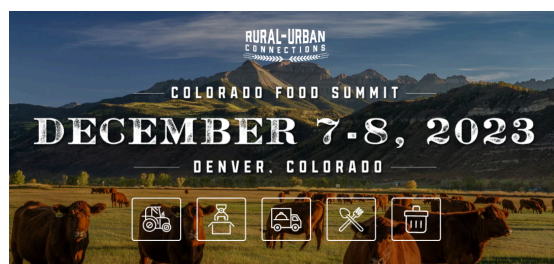 RURAL-URBAN
CONNECTIONS
COLORADO FOOD SUMMIT
DECEMBER 7-8, 2023
DENVER, COLORADO